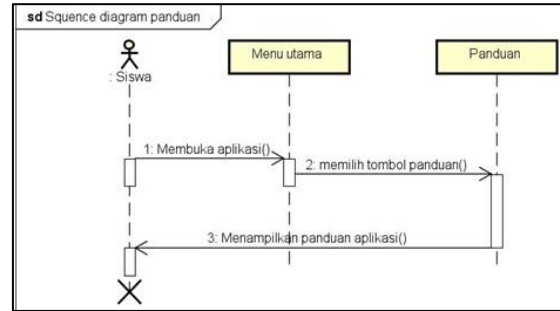 sd Squence diagram panduan
: Siswa
Menu utama
Panduan
1: Membuka aplikasi()
2: memilih tombol panduan()
3: Menampilkan panduan aplikasi()